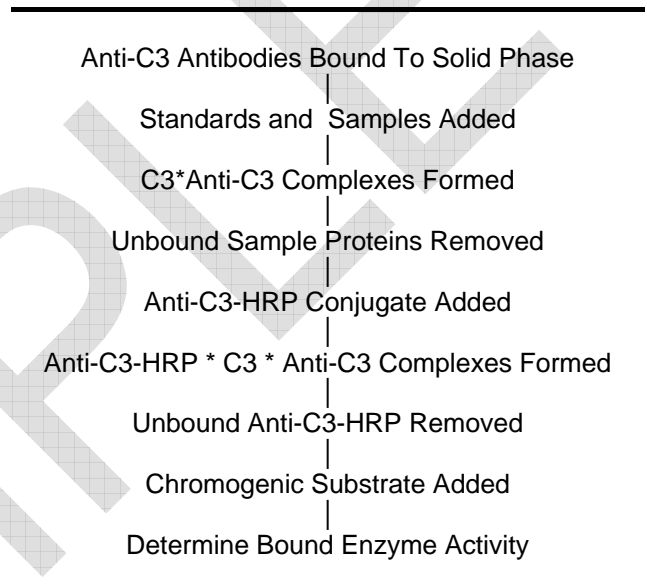 Anti-C3 Antibodies Bound To Solid Phase
Standards and Samples Added
C3*Anti-C3 Complexes Formed
Unbound Sample Proteins Removed
Anti-C3-HRP Conjugate Added
Anti-C3-HRP * C3 * Anti-C3 Complexes Formed
Unbound Anti-C3-HRP Removed
Chromogenic Substrate Added
Determine Bound Enzyme Activity